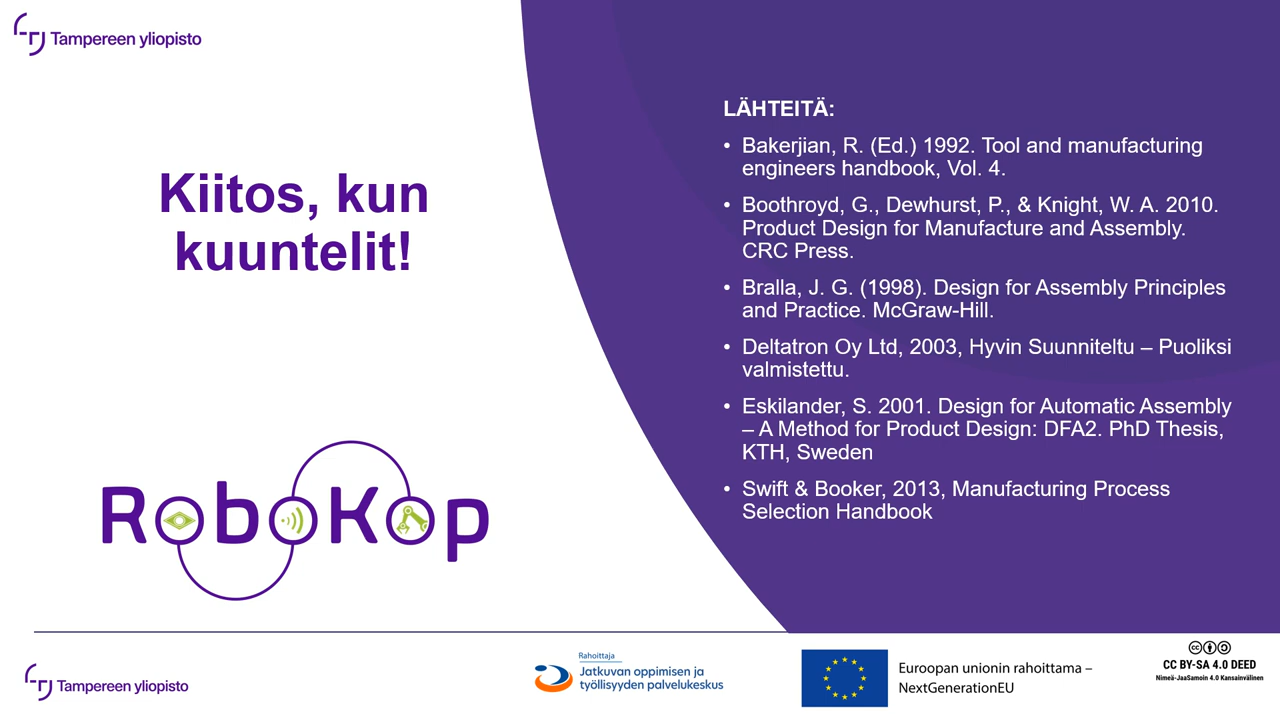 Tampereen yliopisto
Kiitos, kun
kuuntelit!
RoboKop
LÄHTEITÄ:
• Bakerjian, R. (Ed.) 1992. Tool and manufacturing
engineers handbook, Vol. 4.
• Boothroyd, G., Dewhurst, P., & Knight, W. A. 2010.
Product Design for Manufacture and Assembly.
CRC Press.
• Bralla, J. G. (1998). Design for Assembly Principles
and Practice. McGraw-Hill.
• Deltatron Oy Ltd, 2003, Hyvin Suunniteltu – Puoliksi
valmistettu.
• Eskilander, S. 2001. Design for Automatic Assembly
– A Method for Product Design: DFA2. PhD Thesis,
KTH, Sweden
• Swift & Booker, 2013, Manufacturing Process
Selection Handbook
Tampereen yliopisto
Rahoittaja
Jatkuvan oppimisen ja
työllisyyden palvelukeskus
Euroopan unionin rahoittama –
NextGenerationEU
CC BY-SA 4.0 DEED
Nimeä-JaaSamoin 4.0 Kansainvälinen